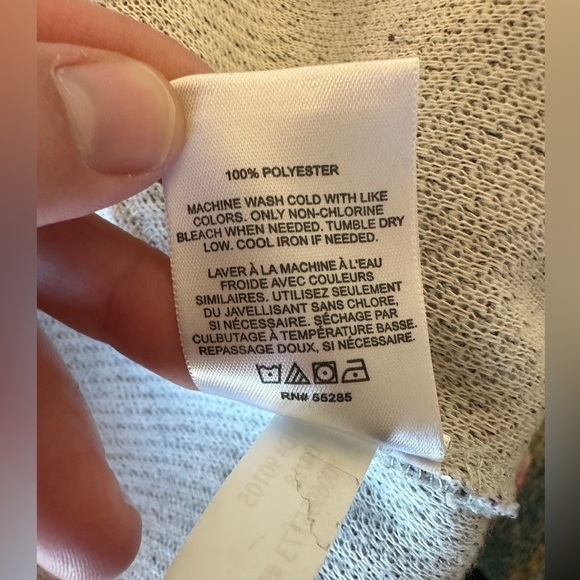 100% POLYESTER
MACHINE WASH COLD WITH LIKE
COLORS. ONLY NON-CHLORINE
BLEACH WHEN NEEDED. TUMBLE DRY
LOW. COOL IRON IF NEEDED.
LAVER À LA MACHINE À L'EAU
FROIDE AVEC COULEURS
SIMILAIRES. UTILISEZ SEULEMENT
DU JAVELLISANT SANS CHLORE,
SI NÉCESSAIRE. SÉCHAGE PAR
CULBUTAGE À TEMPÉRATURE BASSE.
REPASSAGE DOUX, SI NÉCESSAIRE.
RN# 55285